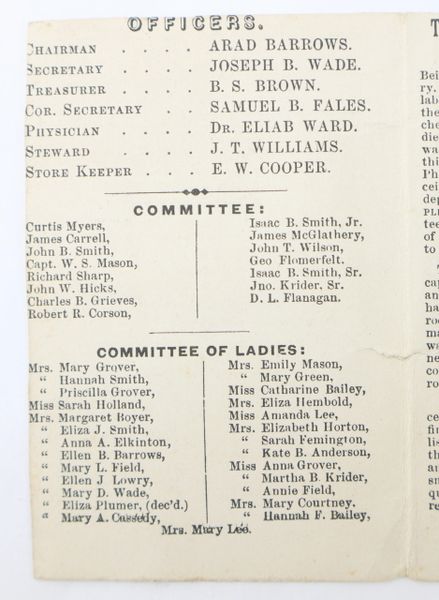 OFFICERS.
CHAIRMAN . . . . ARAD BARROWS.
SECRETARY . . . . JOSEPH B. WADE.
TREASURER . . . . B. S. BROWN.
COR. SECRETARY . . SAMUEL B. FALES.
PHYSICIAN . . . . DR. ELIAB WARD.
STEWARD . . . . J. T. WILLIAMS.
STORE KEEPER . . . E. W. COOPER.
COMMITTEE:
Curtis Myers,
James Carrell,
John B. Smith,
Capt. W. S. Mason,
Richard Sharp,
John W. Hicks,
Charles B. Grieves,
Robert R. Corson,
Isaac B. Smith, Jr.
James McGlathery,
John T. Wilson,
Geo Flomerfelt.
Isaac B. Smith, Sr.
Jno. Krider, Sr.
D. L. Flanagan.
COMMITTEE OF LADIES:
Mrs. Mary Grover,
" Hannah Smith,
" Priscilla Grover,
Miss Sarah Holland,
Mrs. Margaret Boyer,
" Eliza J. Smith,
" Anna A. Elkinton,
" Ellen B. Barrows,
" Mary L. Field,
" Ellen J Lowry,
" Mary D. Wade,
" Eliza Plumer, (dec'd.)
" Mary A. Cassedy,
Mrs. Emily Mason,
" Mary Green,
Miss Catharine Bailey,
Mrs. Eliza Hembold,
Miss Amanda Lee,
Mrs. Elizabeth Horton,
" Sarah Femington,
" Kate B. Anderson,
Miss Anna Grover,
" Martha B. Krider,
" Annie Field,
Mrs. Mary Courtney.
" Hannah F. Bailey,
Mrs. Mary Lee.